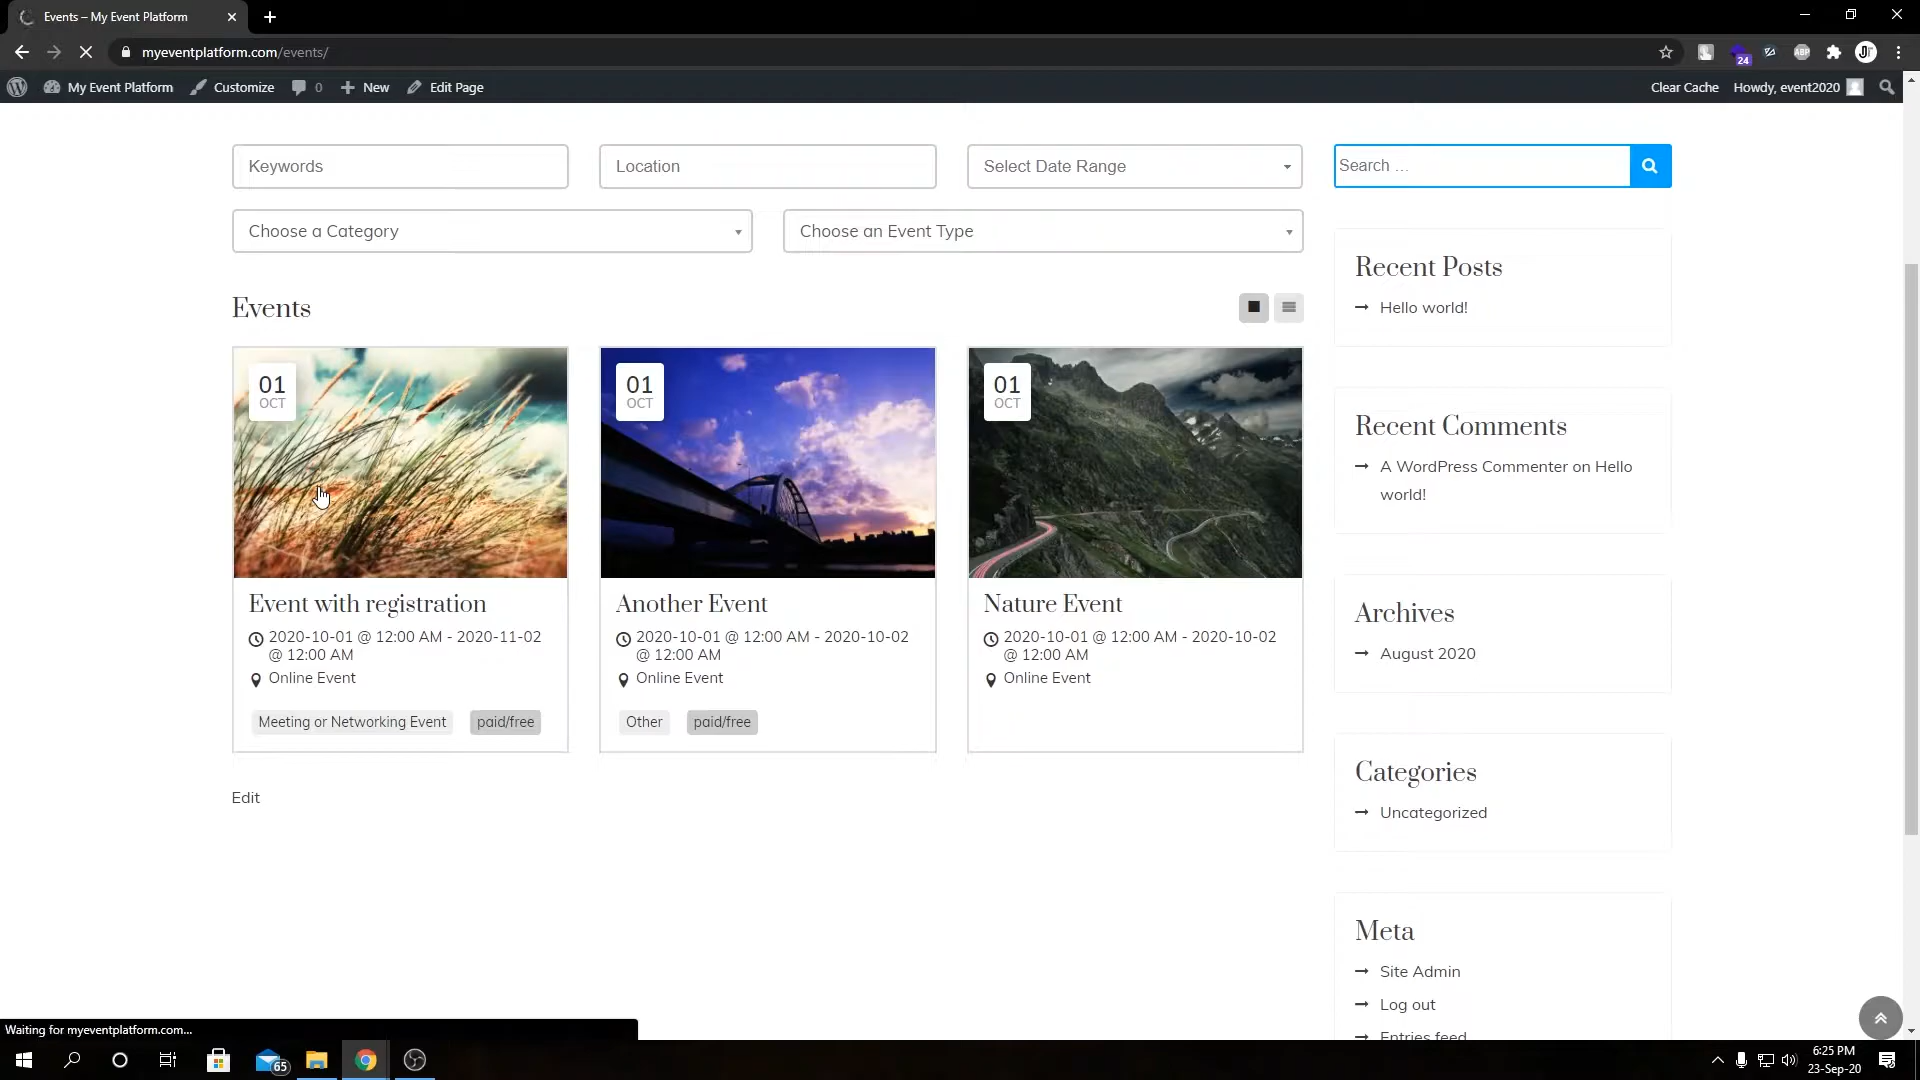 Events – My Event Platform
myeventplatform.com/events/
24
ABP
My Event Platform
Customize
0
New
Edit Page
Clear Cache
Howdy, event2020
Keywords
Location
Select Date Range
Search …
Choose a Category
Choose an Event Type
Events
01
OCT
01
OCT
01
OCT
Event with registration
2020-10-01 @ 12:00 AM - 2020-11-02
@ 12:00 AM
Online Event
Meeting or Networking Event
paid/free
Another Event
2020-10-01 @ 12:00 AM - 2020-10-02
@ 12:00 AM
Online Event
Other
paid/free
Nature Event
2020-10-01 @ 12:00 AM - 2020-10-02
@ 12:00 AM
Online Event
Edit
Recent Posts
Hello world!
Recent Comments
A WordPress Commenter on Hello
world!
Archives
August 2020
Categories
Uncategorized
Meta
Site Admin
Log out
Entries feed
Waiting for myeventplatform.com...
65
6:25 PM
23-Sep-20